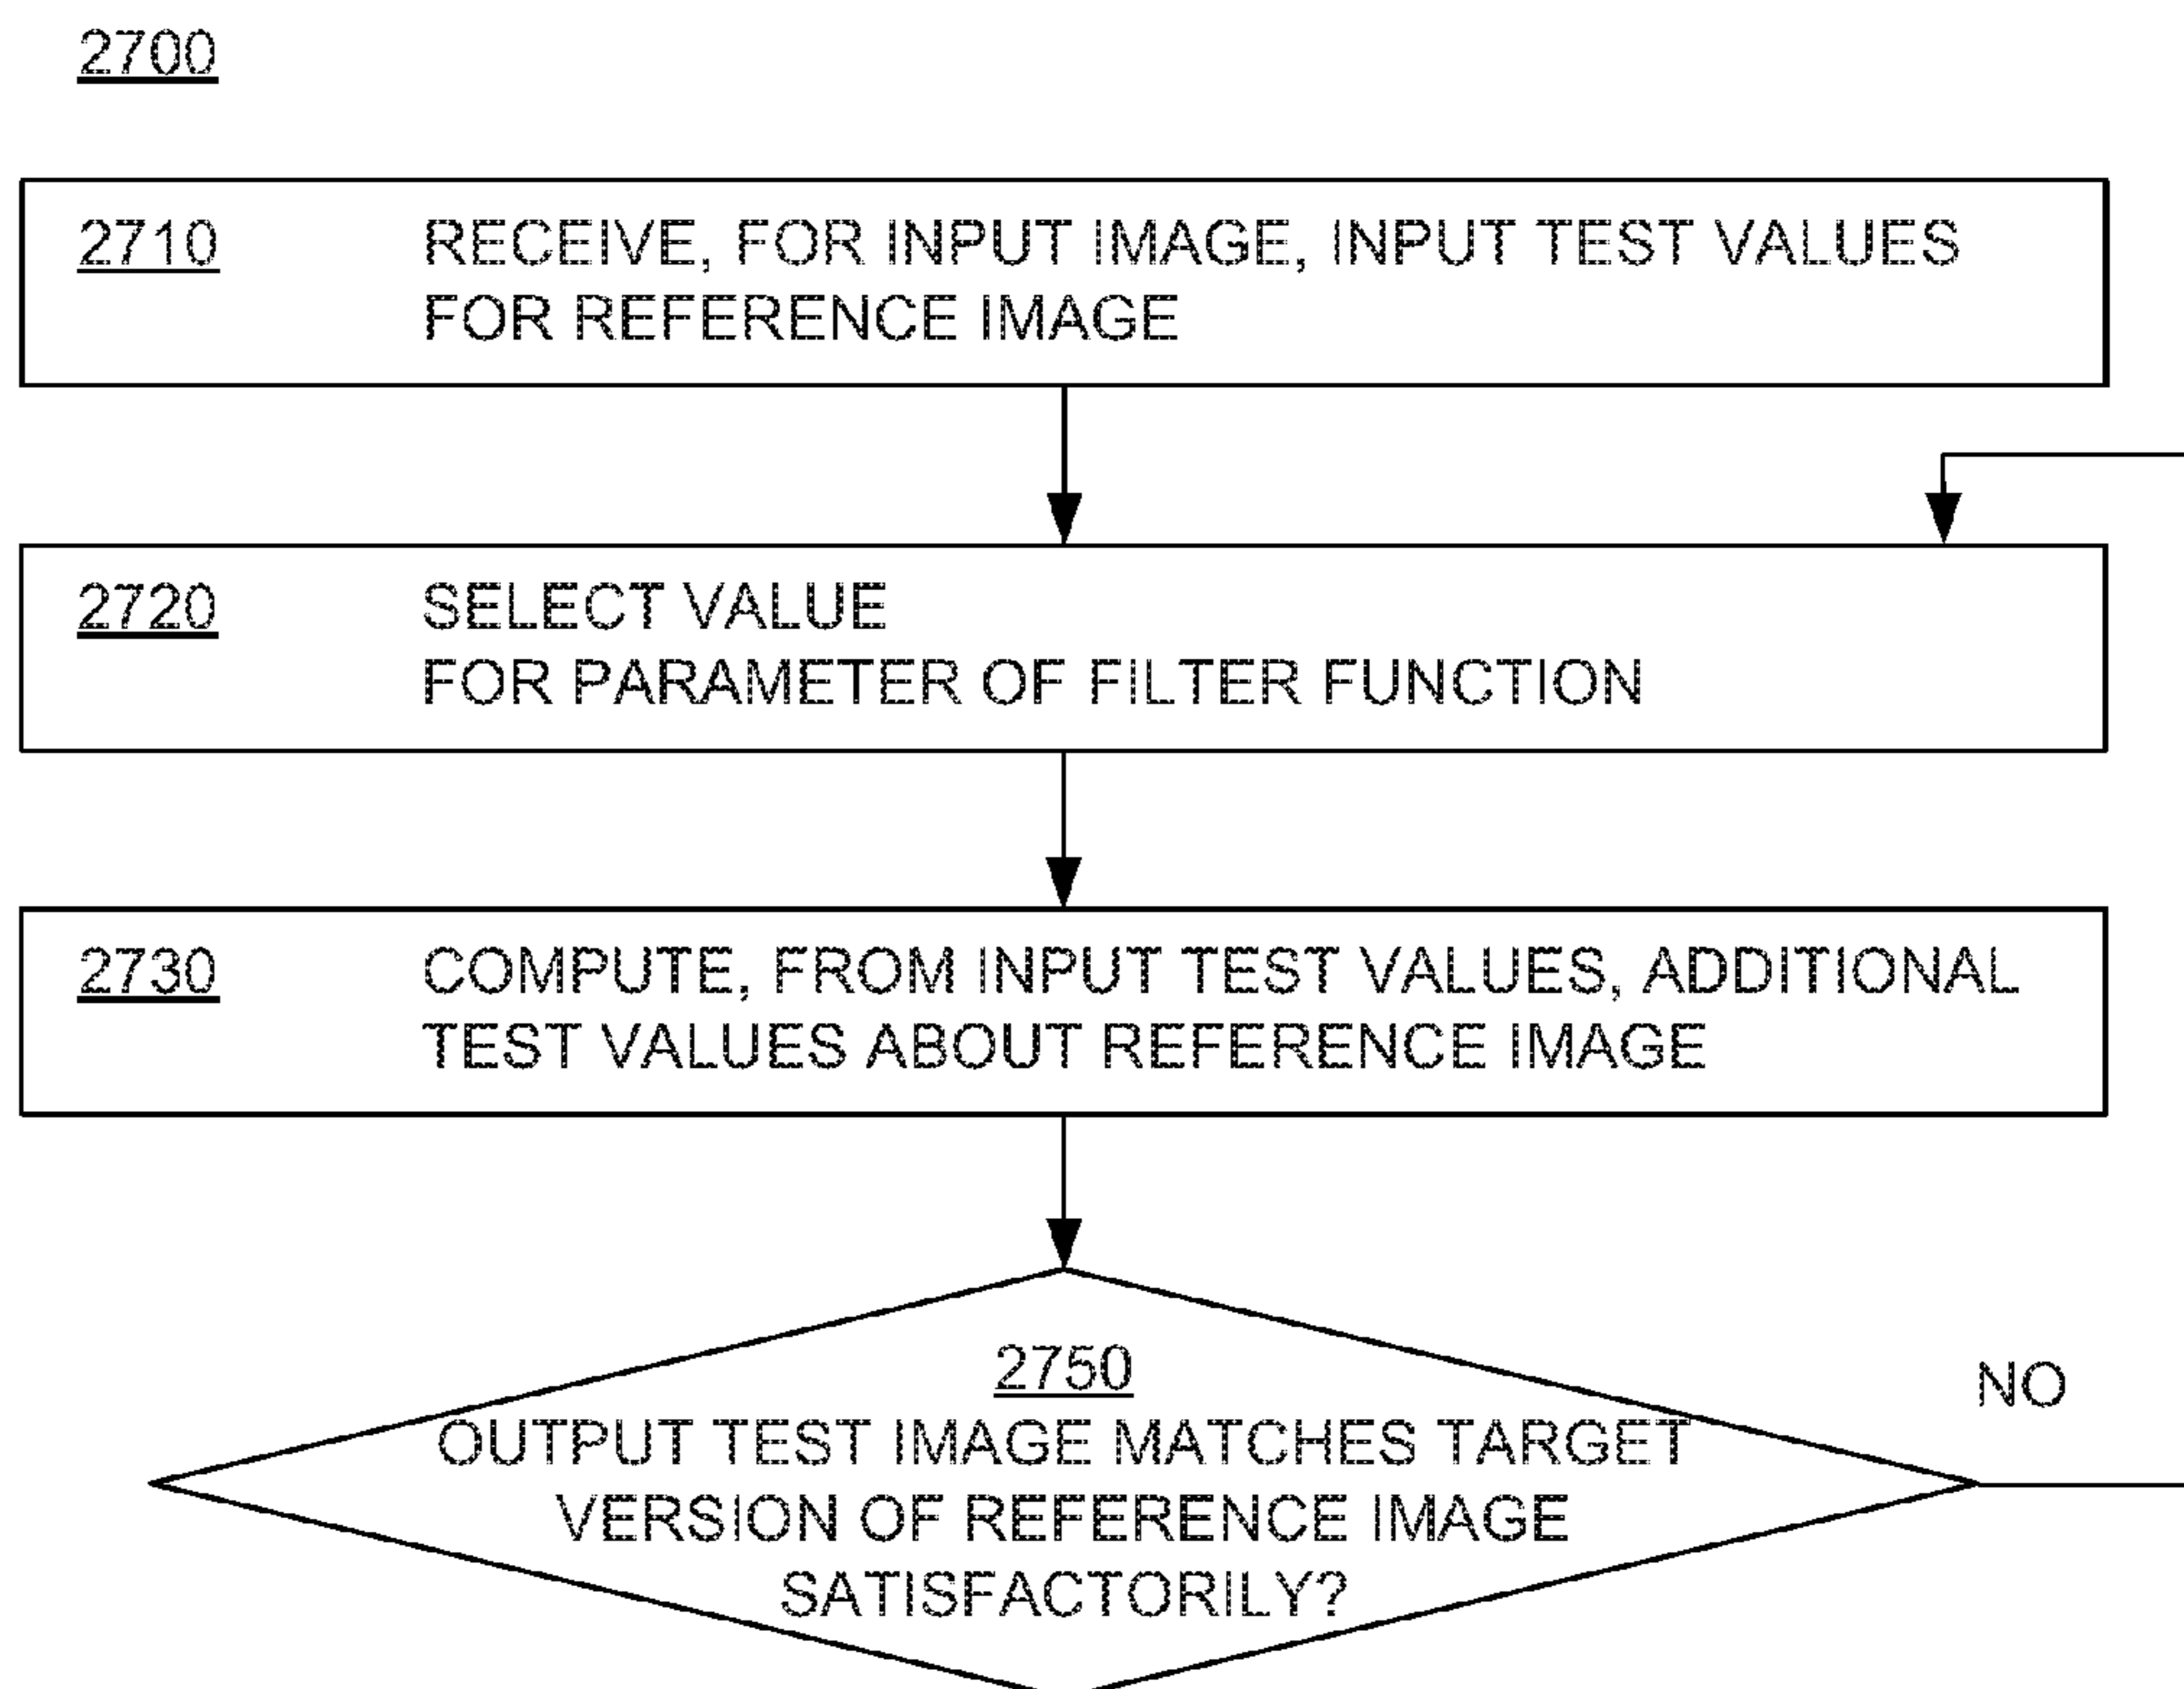 2700
2710 RECEIVE, FOR INPUT IMAGE, INPUT TEST VALUES
FOR REFERENCE IMAGE
2720 SELECT VALUE
FOR PARAMETER OF FILTER FUNCTION
2730 COMPUTE, FROM INPUT TEST VALUES, ADDITIONAL
TEST VALUES ABOUT REFERENCE IMAGE
2750
NO
OUTPUT TEST IMAGE MATCHES TARGET
VERSION OF REFERENCE IMAGE
SATISFACTORILY?